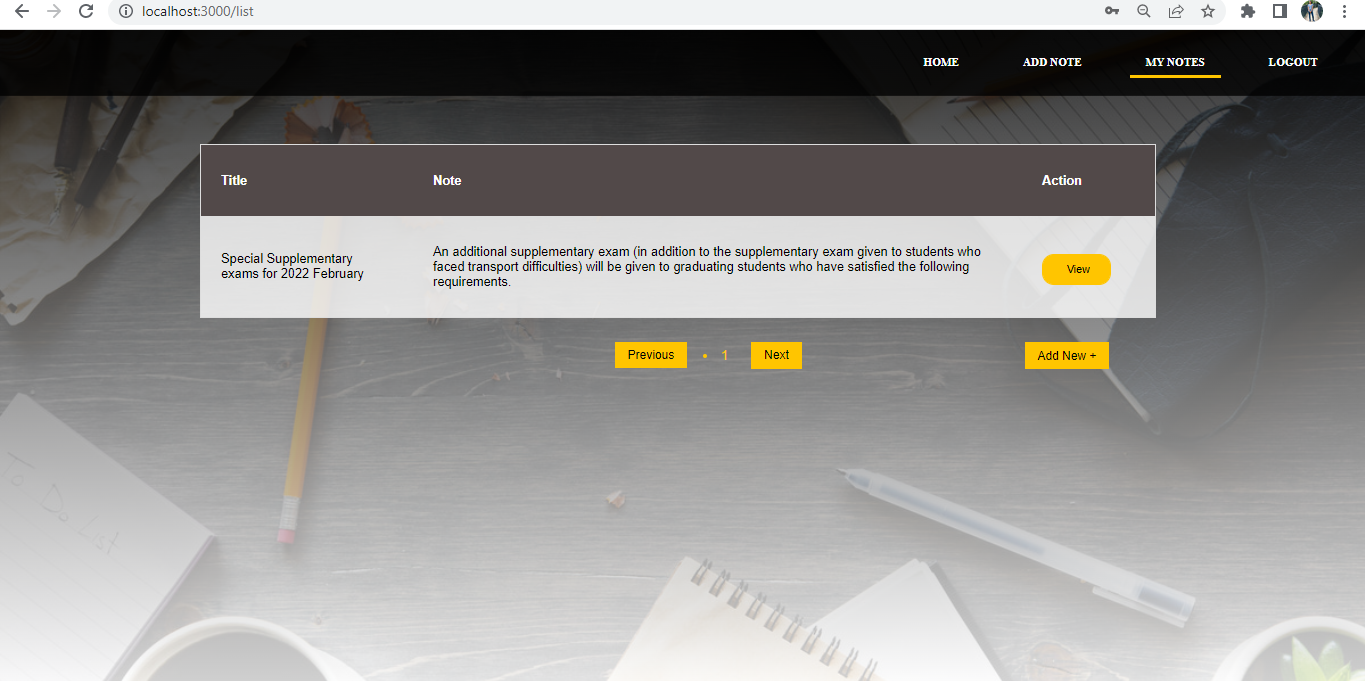 localhost:3000/list
HOME ADD NOTE MY NOTES LOGOUT
Title Note Action
Special Supplementary
exams for 2022 February
An additional supplementary exam (in addition to the supplementary exam given to students who
faced transport difficulties) will be given to graduating students who have satisfied the following
requirements.
View
Previous • 1 Next Add New +
To Do List